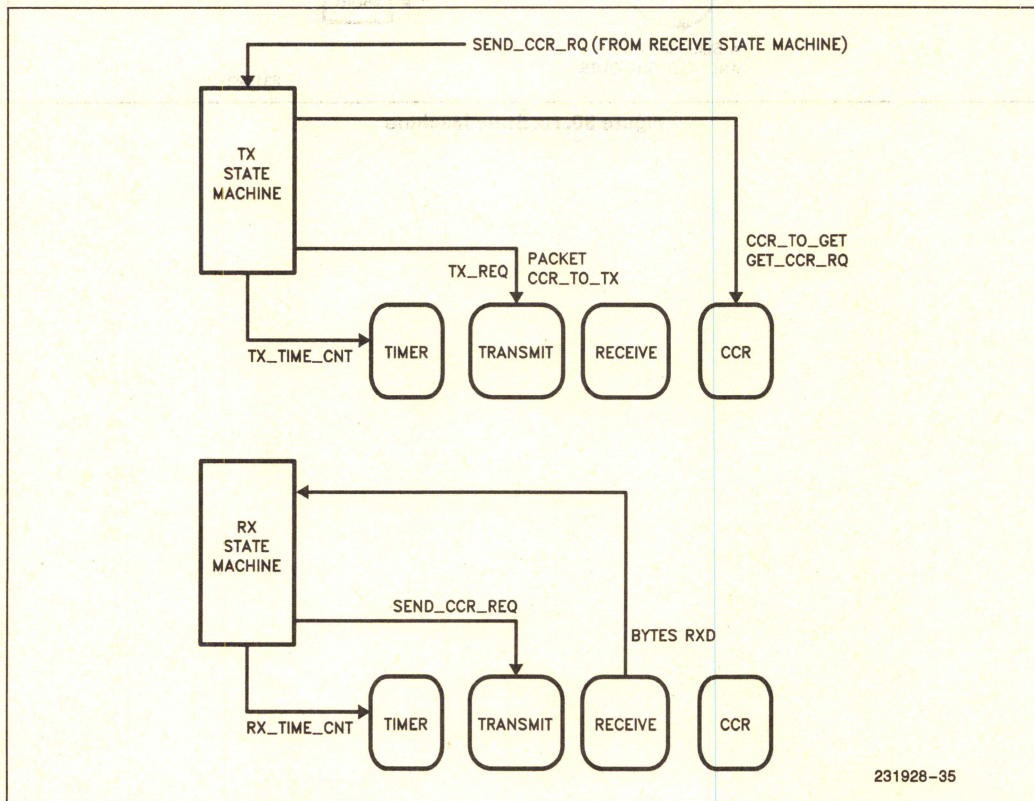 SEND_CCR_RQ (FROM RECEIVE STATE MACHINE)
TX
STATE
MACHINE
CCR_TO_GET
GET_CCR_RQ
PACKET
TX_REQ
CCR_TO_TX
TX_TIME_CNT
TIMER
TRANSMIT
RECEIVE
CCR
RX
STATE
MACHINE
SEND_CCR_REQ
BYTES RXD
RX_TIME_CNT
TIMER
TRANSMIT
RECEIVE
CCR
231928-35